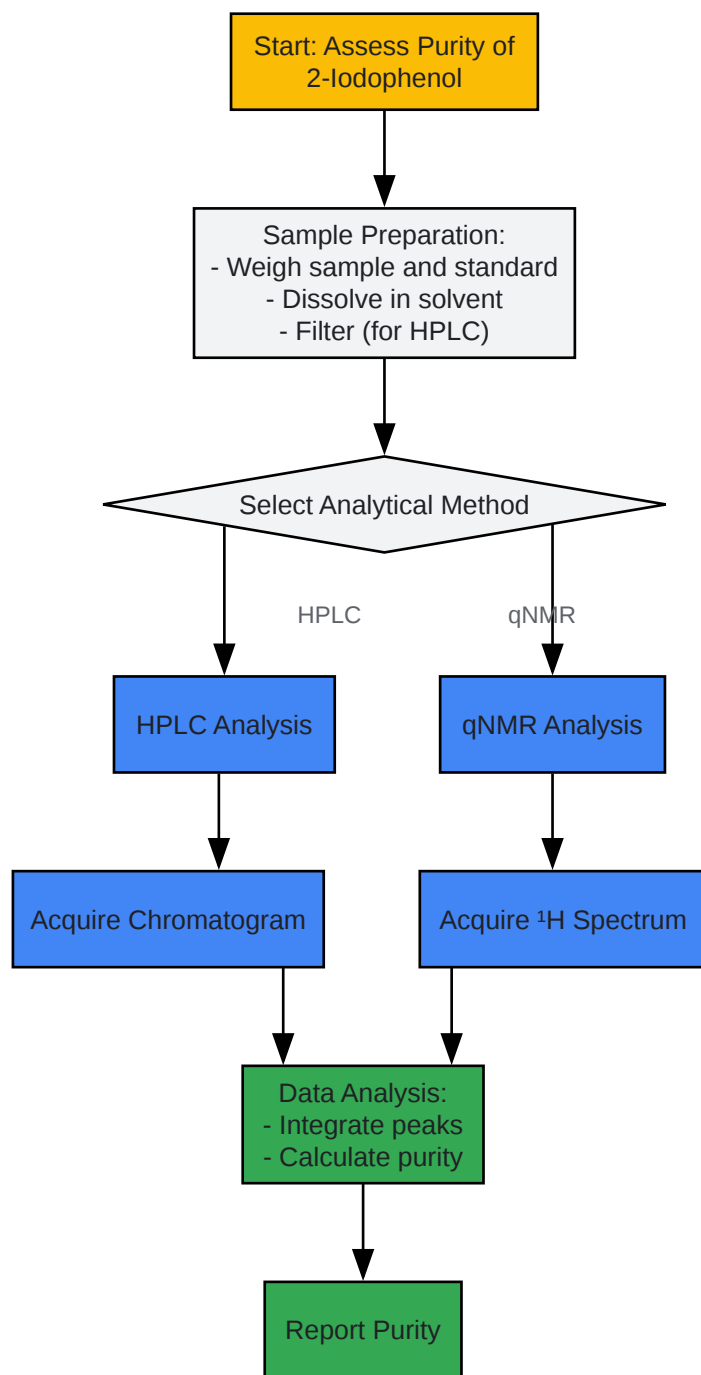 Start: Assess Purity of
2-Iodophenol
Sample Preparation:
- Weigh sample and standard
- Dissolve in solvent
- Filter (for HPLC)
Select Analytical Method
HPLC
qNMR
HPLC Analysis
qNMR Analysis
Acquire Chromatogram
Acquire ¹H Spectrum
Data Analysis:
- Integrate peaks
- Calculate purity
Report Purity